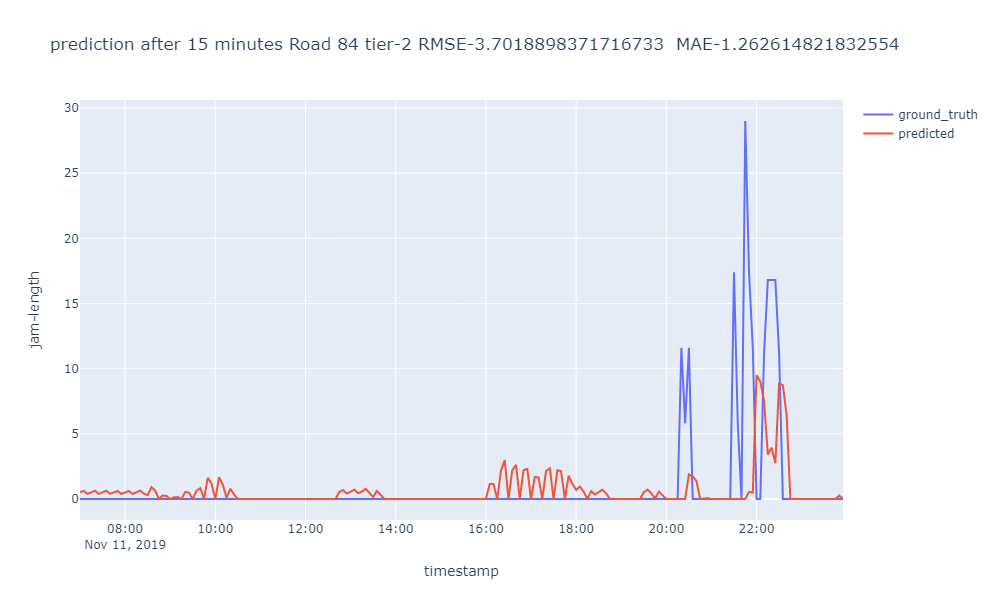 prediction after 15 minutes Road 84 tier-2 RMSE-3.7018898371716733  MAE-1.262614821832554
ground_truth
predicted
jam-length
30
25
20
15
10
5
0
08:00 10:00 12:00 14:00 16:00 18:00 20:00 22:00
Nov 11, 2019
timestamp